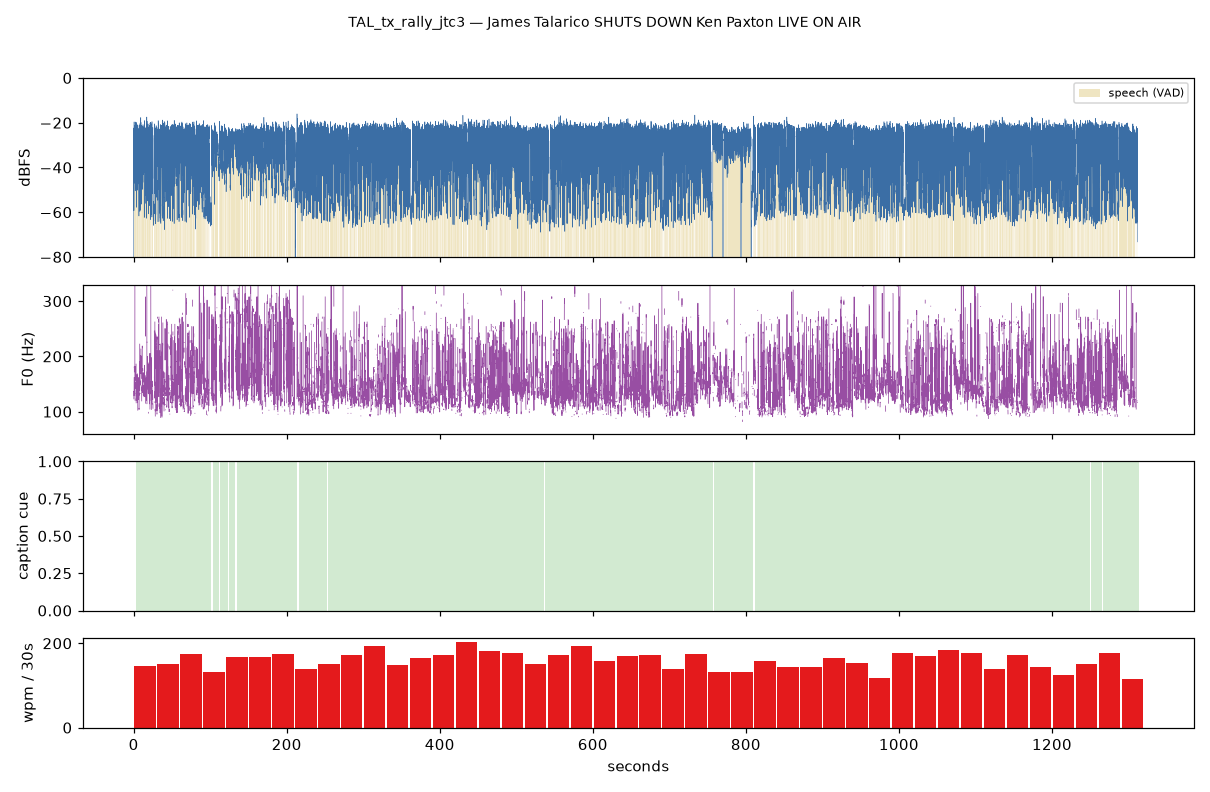 TAL_tx_rally_jtc3 — James Talarico SHUTS DOWN Ken Paxton LIVE ON AIR
0
−20
−40
−60
−80
dBFS
speech (VAD)
300
200
100
F0 (Hz)
1.00
0.75
0.50
0.25
0.00
caption cue
200
0
wpm / 30s
0 200 400 600 800 1000 1200
seconds